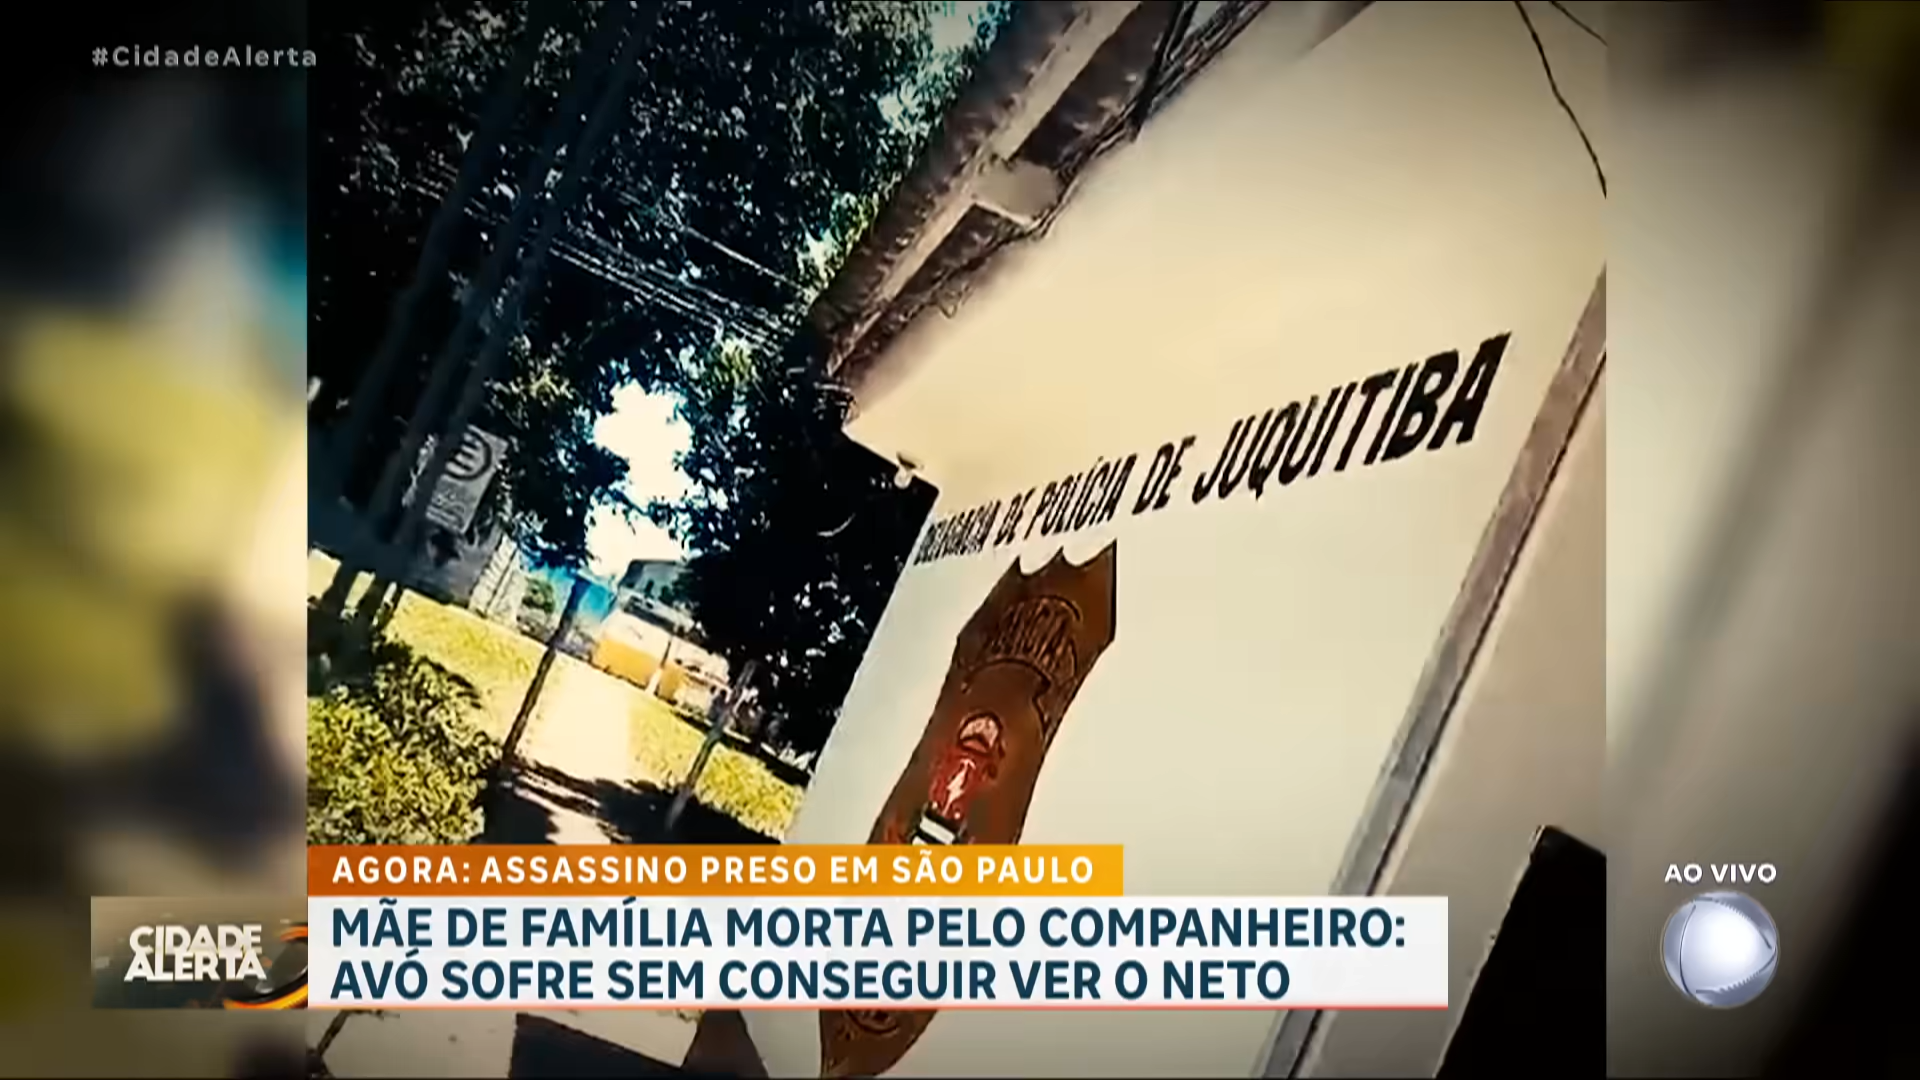 #CidadeAlerta
DELEGACIA DE POLÍCIA DE JUQUITIBA
AGORA: ASSASSINO PRESO EM SÃO PAULO
MÃE DE FAMÍLIA MORTA PELO COMPANHEIRO:
AVÓ SOFRE SEM CONSEGUIR VER O NETO
CIDADE
ALERTA
AO VIVO